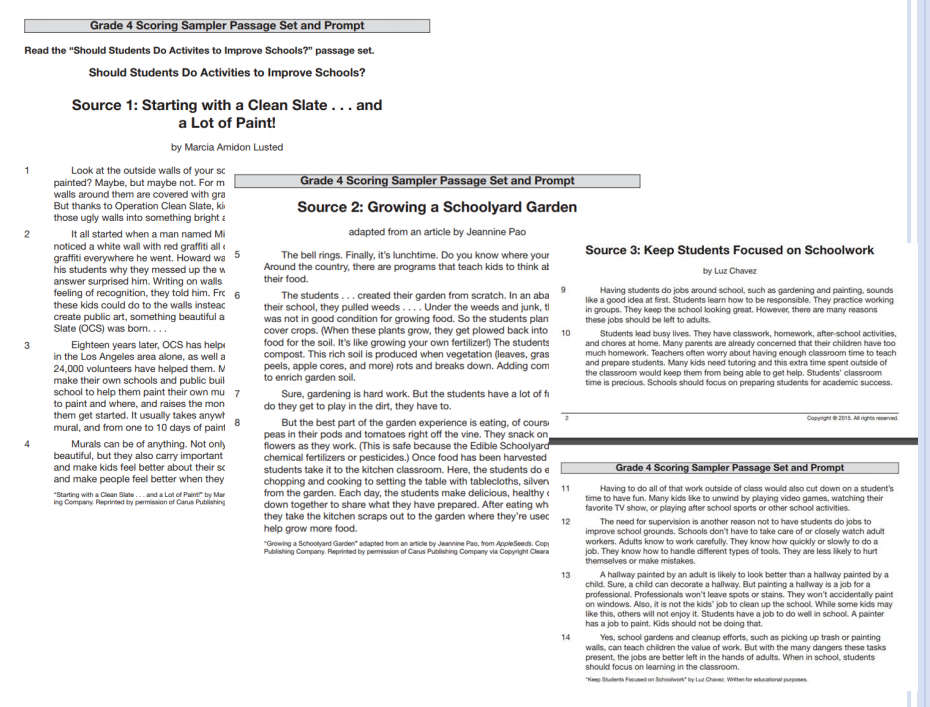 Grade 4 Scoring Sampler Passage Set and Prompt
Read the “Should Students Do Activites to Improve Schools?” passage set.
Should Students Do Activities to Improve Schools?
Source 1: Starting with a Clean Slate . . . and
a Lot of Paint!
by Marcia Amidon Lusted
1 Look at the outside walls of your
painted? Maybe, but maybe not. For
walls around them are covered with
But thanks to Operation Clean Slate,
those ugly walls into something bright
2 It all started when a man named
noticed a white wall with red graffiti all
graffiti everywhere he went. Howard
his students why they messed up the
answer surprised him. Writing on walls
feeling of recognition, they told him.
these kids could do to the walls
create public art, something beautiful
Slate (OCS) was born. . . .
3 Eighteen years later, OCS has
in the Los Angeles area alone, as well
24,000 volunteers have helped them.
make their own schools and public
school to help them paint their own
to paint and where, and raises the
them get started. It usually takes
mural, and from one to 10 days of
4 Murals can be of anything. Not only
beautiful, but they also carry important
and make kids feel better about their
and make people feel better when they
“Starting with a Clean Slate . . . and a Lot of Paint!” by
ing Company. Reprinted by permission of Carus Publishing
Grade 4 Scoring Sampler Passage Set and Prompt
Source 2: Growing a Schoolyard Garden
adapted from an article by Jeannine Pao
5 The bell rings. Finally, it’s lunchtime. Do you know where your
Around the country, there are programs that teach kids to think
their food.
6 The students . . . created their garden from scratch. In an
their school, they pulled weeds . . . . Under the weeds and junk,
was not in good condition for growing food. So the students
cover crops. (When these plants grow, they get plowed back into
food for the soil. It’s like growing your own fertilizer!) The students
compost. This rich soil is produced when vegetation (leaves,
peels, apple cores, and more) rots and breaks down. Adding
to enrich garden soil.
7 Sure, gardening is hard work. But the students have a lot of
do they get to play in the dirt, they have to.
8 But the best part of the garden experience is eating, of
peas in their pods and tomatoes right off the vine. They snack on
flowers as they work. (This is safe because the Edible Schoolyard
chemical fertilizers or pesticides.) Once food has been harvested
students take it to the kitchen classroom. Here, the students do
chopping and cooking to setting the table with tablecloths,
from the garden. Each day, the students make delicious, healthy
down together to share what they have prepared. After eating
they take the kitchen scraps out to the garden where they’re
help grow more food.
“Growing a Schoolyard Garden” adapted from an article by Jeannine Pao, from AppleSeeds.
Publishing Company. Reprinted by permission of Carus Publishing Company via Copyright
Source 3: Keep Students Focused on Schoolwork
by Luz Chavez
9 Having students do jobs around school, such as gardening and painting, sounds
like a good idea at first. Students learn how to be responsible. They practice working
in groups. They keep the school looking great. However, there are many reasons
these jobs should be left to adults.
10 Students lead busy lives. They have classwork, homework, after-school activities,
and chores at home. Many parents are already concerned that their children have too
much homework. Teachers often worry about having enough classroom time to teach
and prepare students. Many kids need tutoring and this extra time spent outside of
the classroom would keep them from being able to get help. Students’ classroom
time is precious. Schools should focus on preparing students for academic success.
2 Copyright © 2015. All rights reserved.
Grade 4 Scoring Sampler Passage Set and Prompt
11 Having to do all of that work outside of class would also cut down on a student’s
time to have fun. Many kids like to unwind by playing video games, watching their
favorite TV show, or playing after school sports or other school activities.
12 The need for supervision is another reason not to have students do jobs to
improve school grounds. Schools don’t have to take care of or closely watch adult
workers. Adults know to work carefully. They know how quickly or slowly to do a
job. They know how to handle different types of tools. They are less likely to hurt
themselves or make mistakes.
13 A hallway painted by an adult is likely to look better than a hallway painted by a
child. Sure, a child can decorate a hallway. But painting a hallway is a job for a
professional. Professionals won’t leave spots or stains. They won’t accidentally paint
on windows. Also, it is not the kids’ job to clean up the school. While some kids may
like this, others will not enjoy it. Students have a job to do well in school. A painter
has a job to paint. Kids should not be doing that.
14 Yes, school gardens and cleanup efforts, such as picking up trash or painting
walls, can teach children the value of work. But with the many dangers these tasks
present, the jobs are better left in the hands of adults. When in school, students
should focus on learning in the classroom.
“Keep Students Focused on Schoolwork” by Luz Chavez. Written for educational purposes.